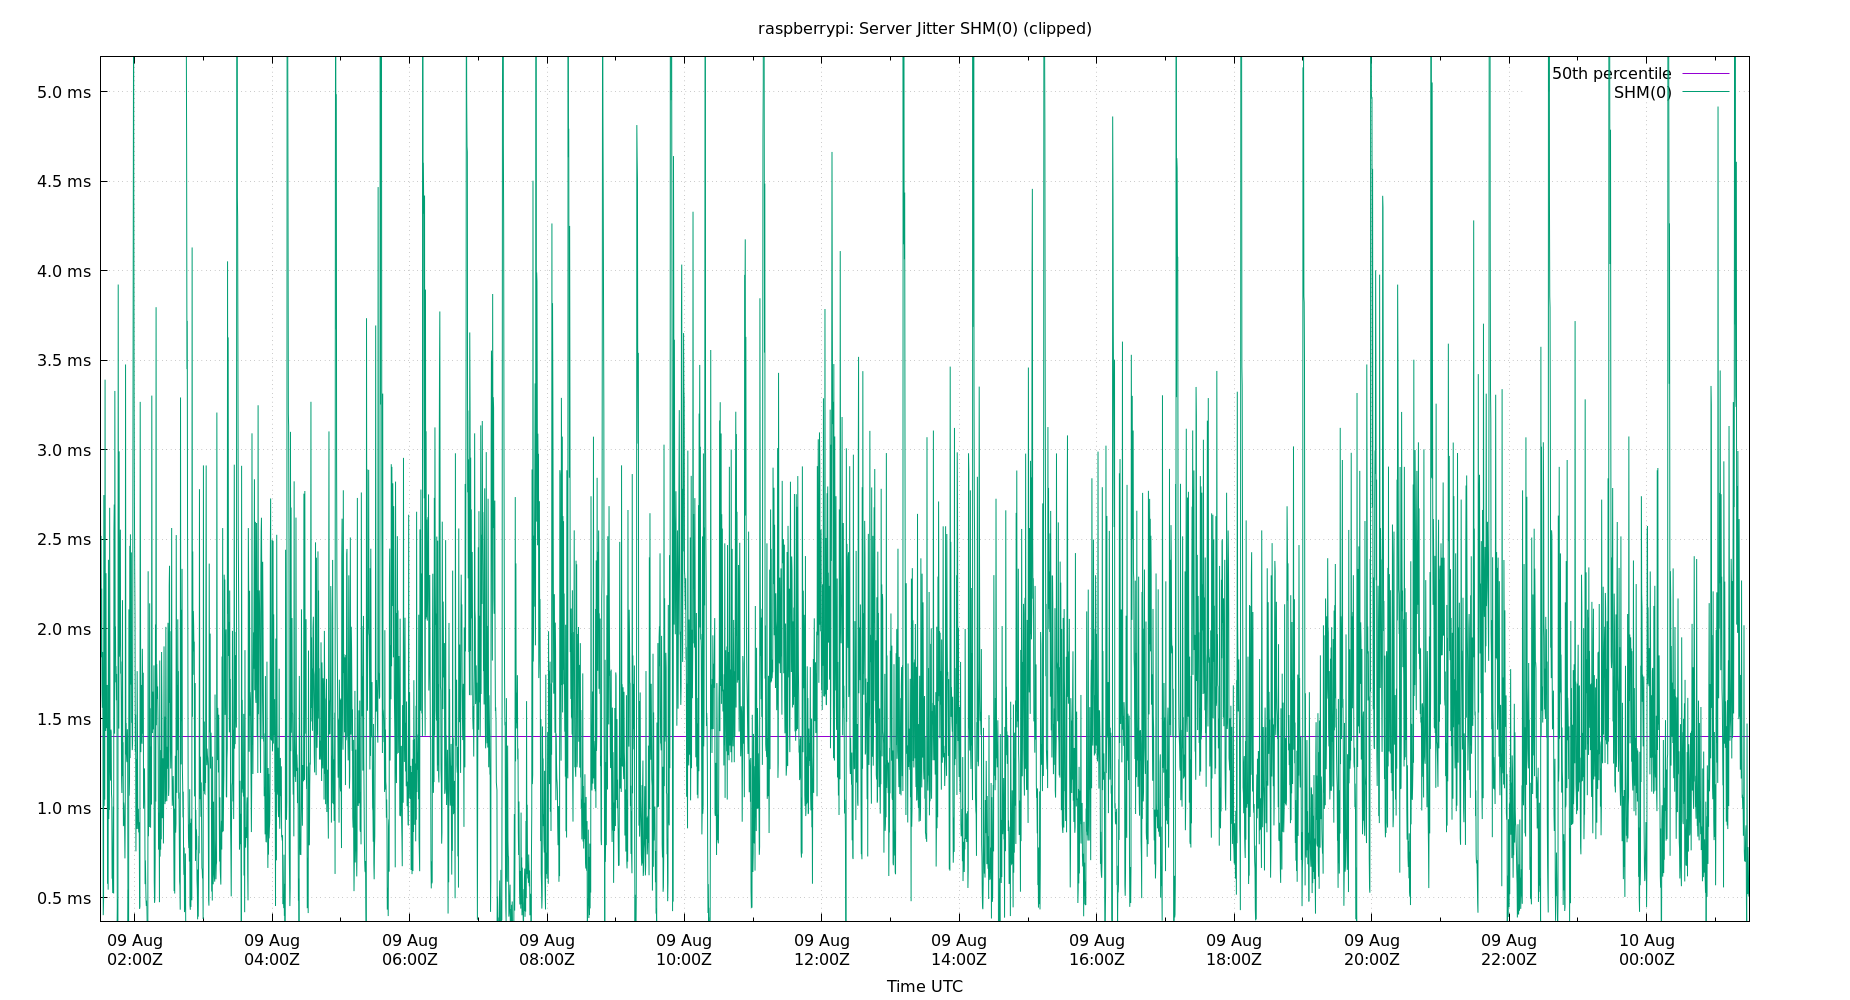 raspberrypi: Server Jitter SHM(0) (clipped)
50th percentile
SHM(0)
5.0 ms
4.5 ms
4.0 ms
3.5 ms
3.0 ms
2.5 ms
2.0 ms
1.5 ms
1.0 ms
0.5 ms
09 Aug 09 Aug 09 Aug 09 Aug 09 Aug 09 Aug 09 Aug 09 Aug 09 Aug 09 Aug 09 Aug 10 Aug
02:00Z 04:00Z 06:00Z 08:00Z 10:00Z 12:00Z 14:00Z 16:00Z 18:00Z 20:00Z 22:00Z 00:00Z
Time UTC